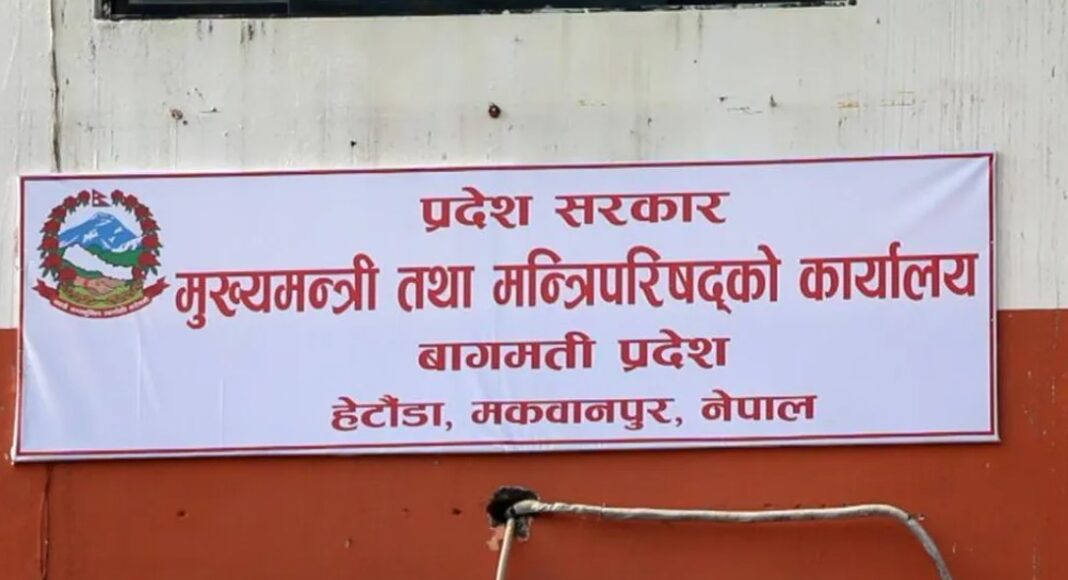 प्रदेश सरकार
मुख्यमन्त्री तथा मन्त्रिपरिषद्को कार्यालय
बागमती प्रदेश
हेटौंडा, मकवानपुर, नेपाल